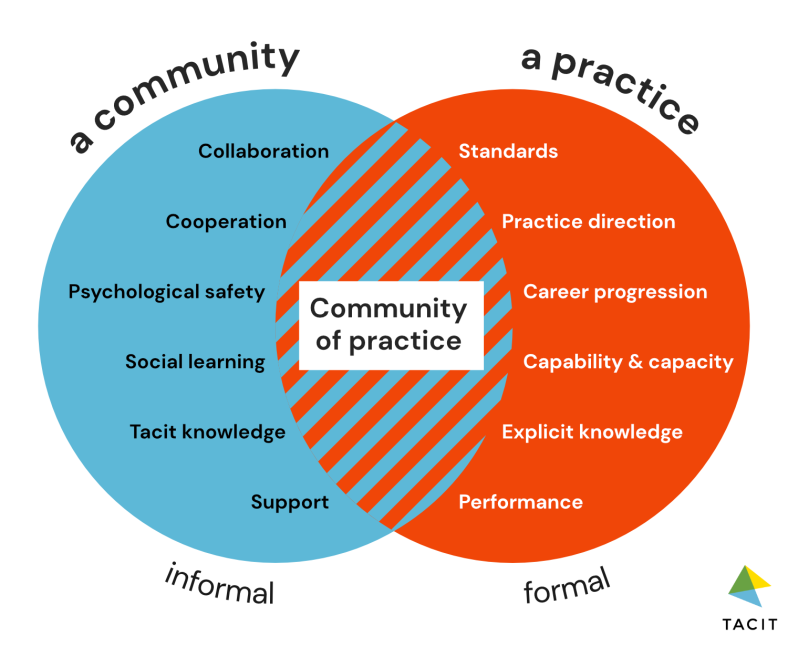 a community
a practice
Collaboration
Cooperation
Psychological safety
Social learning
Tacit knowledge
Support
Community
of practice
Standards
Practice direction
Career progression
Capability & capacity
Explicit knowledge
Performance
informal
formal
TACIT